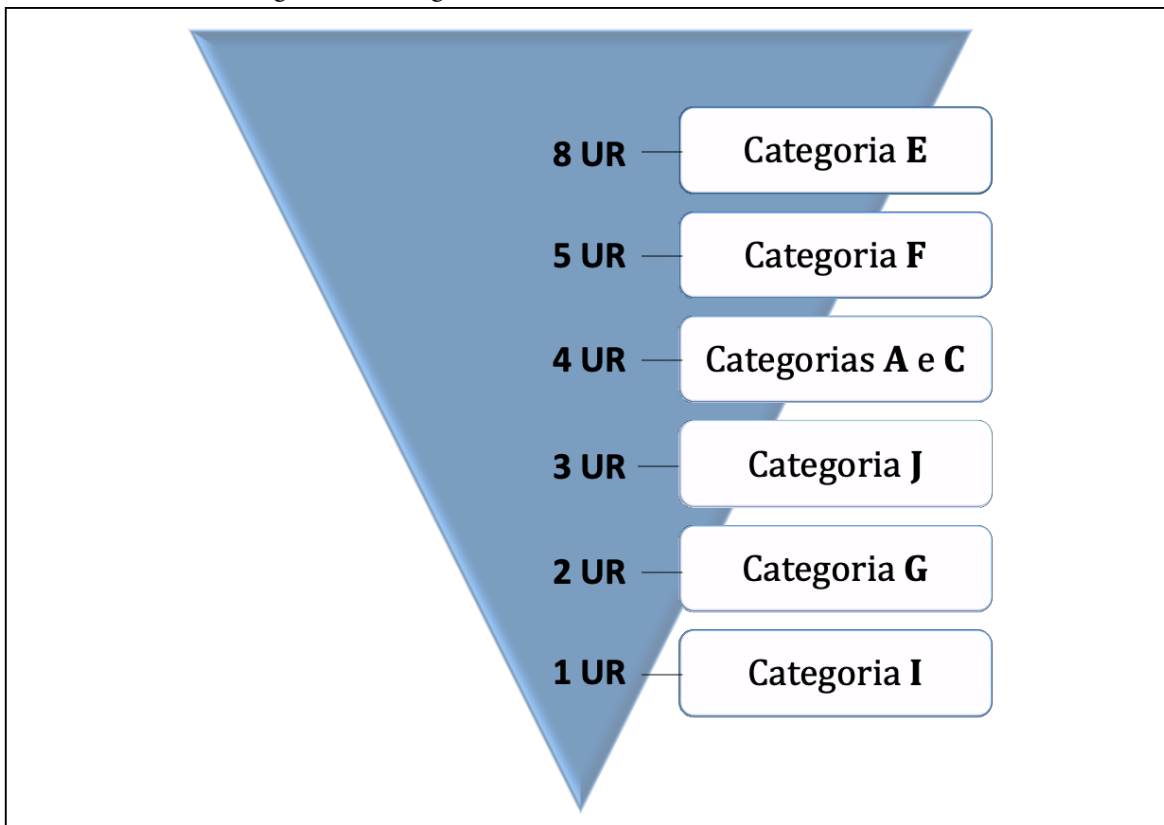 8 UR Categoria E
5 UR Categoria F
4 UR Categorias A e C
3 UR Categoria J
2 UR Categoria G
1 UR Categoria I